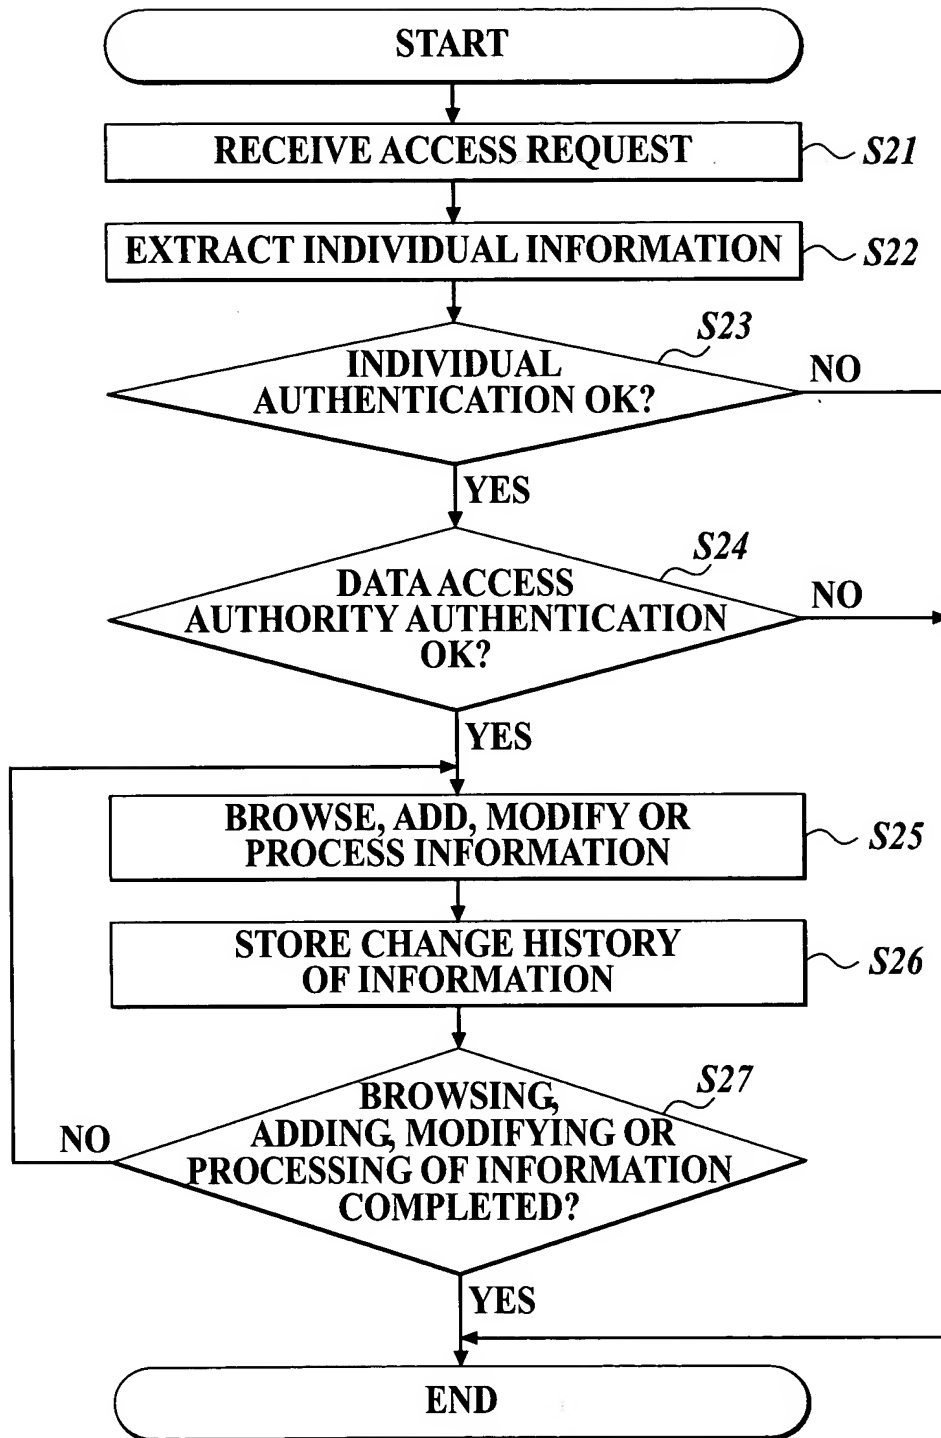 START
RECEIVE ACCESS REQUEST
S21
EXTRACT INDIVIDUAL INFORMATION
S22
S23
INDIVIDUAL
AUTHENTICATION OK?
NO
YES
S24
DATA ACCESS
AUTHORITY AUTHENTICATION
OK?
NO
YES
BROWSE, ADD, MODIFY OR
PROCESS INFORMATION
S25
STORE CHANGE HISTORY
OF INFORMATION
S26
S27
BROWSING,
ADDING, MODIFYING OR
PROCESSING OF INFORMATION
COMPLETED?
NO
YES
END